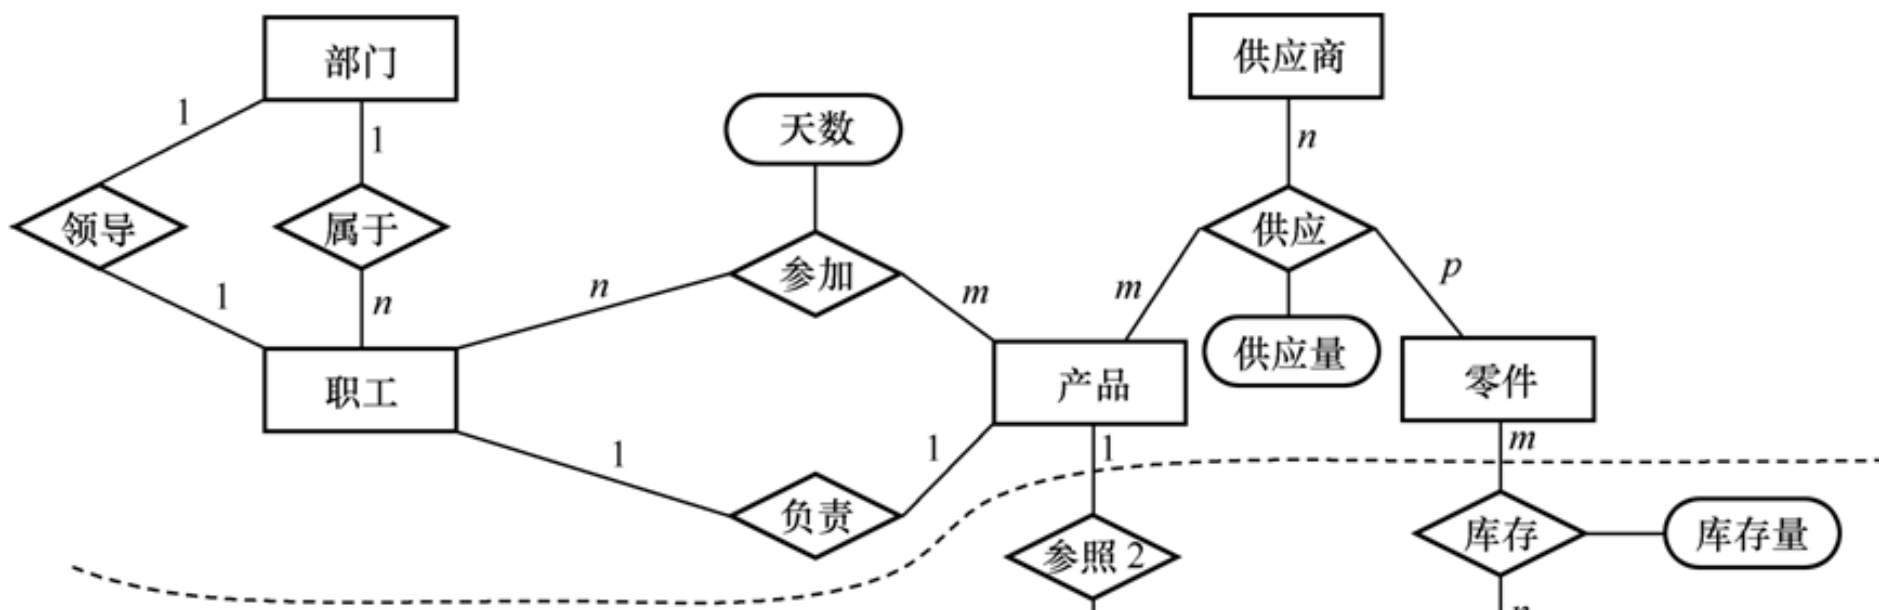 部门
供应商
1
1
天数
n
领导
属于
供应
1
n
n
参加
m
m
p
供应量
职工
产品
零件
1
1
1
m
负责
参照2
库存
库存量